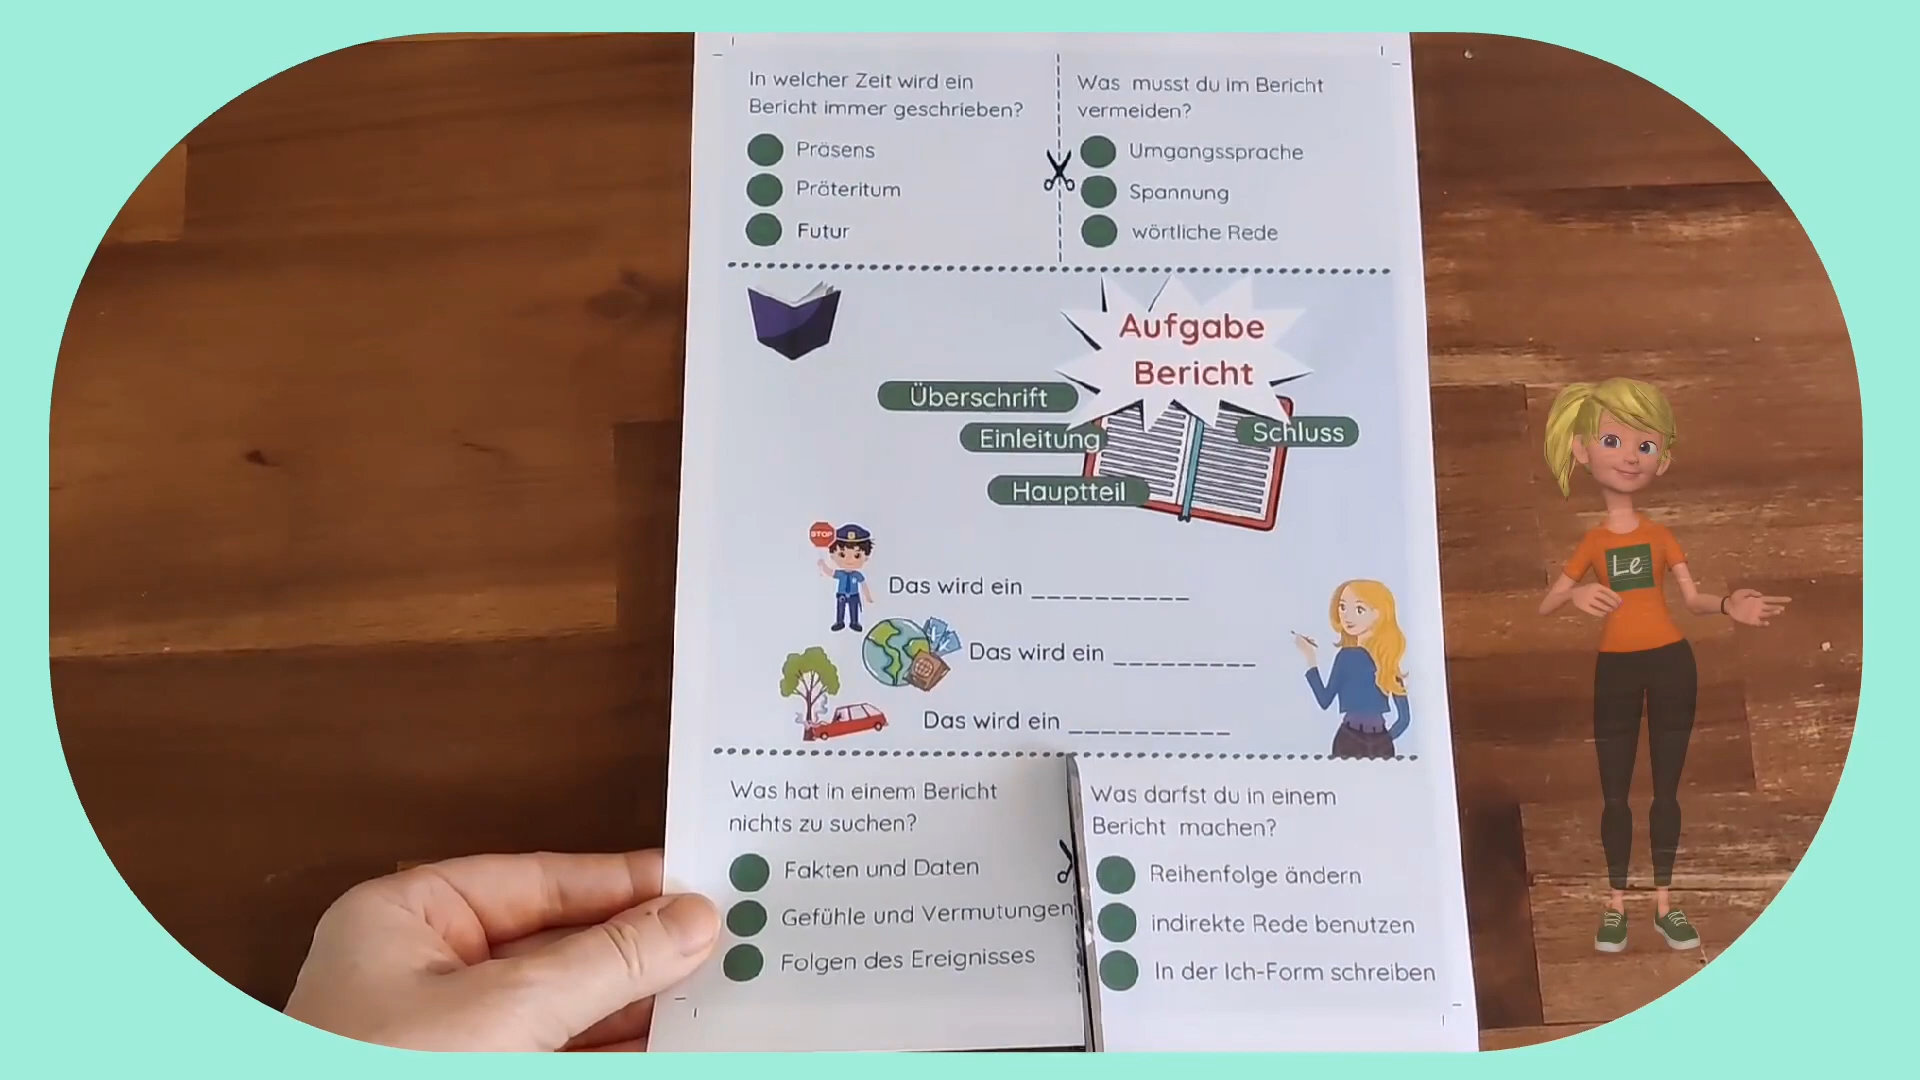 In welcher Zeit wird ein
Bericht immer geschrieben?
Präsens
Präteritum
Futur
Was musst du im Bericht
vermeiden?
Umgangssprache
Spannung
wörtliche Rede
Aufgabe
Bericht
Überschrift
Einleitung
Schluss
Hauptteil
STOP
Das wird ein __________
Das wird ein _________
Das wird ein __________
Le
Was hat in einem Bericht
nichts zu suchen?
Fakten und Daten
Gefühle und Vermutungen
Folgen des Ereignisses
Was darfst du in einem
Bericht machen?
Reihenfolge ändern
indirekte Rede benutzen
In der Ich-Form schreiben